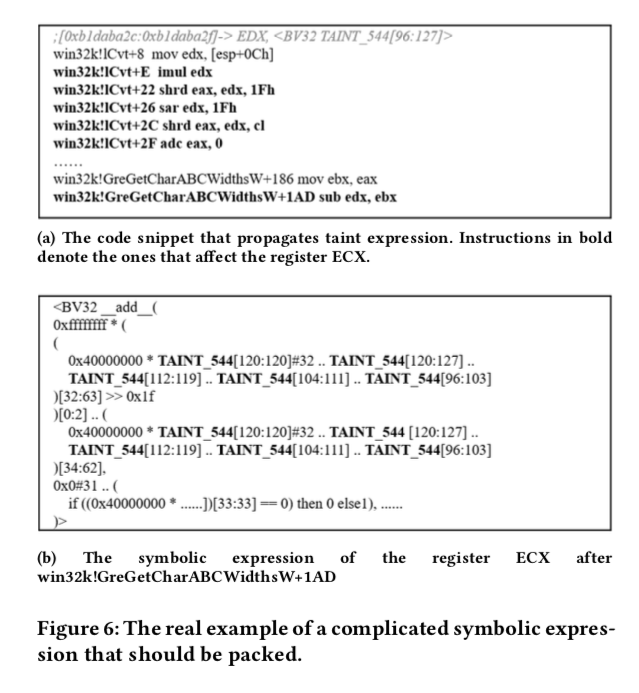 ;[0xb1daba2c:0xb1daba2f]-> EDX, <BV32 TAINT_544[96:127]>
win32k!lCvt+8 mov edx, [esp+0Ch]
win32k!lCvt+E imul edx
win32k!lCvt+22 shrd eax, edx, 1Fh
win32k!lCvt+26 sar edx, 1Fh
win32k!lCvt+2C shrd eax, edx, cl
win32k!lCvt+2F adc eax, 0
......
win32k!GreGetCharABCWidthsW+186 mov ebx, eax
win32k!GreGetCharABCWidthsW+1AD sub edx, ebx
(a) The code snippet that propagates taint expression. Instructions in bold
denote the ones that affect the register ECX.
<BV32 __add__(
0xffffffff * (
(
0x40000000 * TAINT_544[120:120]#32 .. TAINT_544[120:127] ..
TAINT_544[112:119] .. TAINT_544[104:111] .. TAINT_544[96:103]
)[32:63] >> 0x1f
)[0:2] .. (
0x40000000 * TAINT_544[120:120]#32 .. TAINT_544 [120:127] ..
TAINT_544[112:119] .. TAINT_544[104:111] .. TAINT_544[96:103]
)[34:62],
0x0#31 .. (
if ((0x40000000 * ......])[33:33] == 0) then 0 else1), ......
)>
(b) The symbolic expression of the register ECX after
win32k!GreGetCharABCWidthsW+1AD
Figure 6: The real example of a complicated symbolic expres-
sion that should be packed.